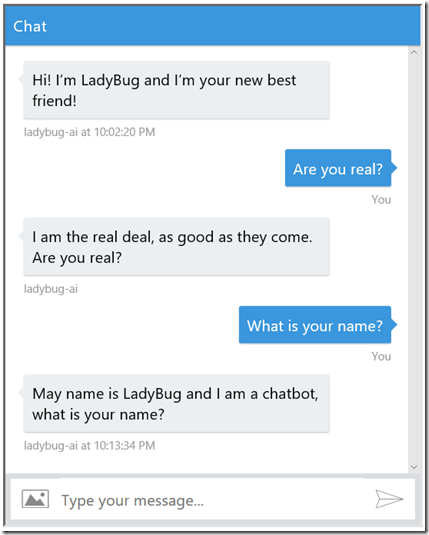 Chat
Hi! I'm LadyBug and I'm your new best
friend!
ladybug-ai at 10:02:20 PM
Are you real?
You
I am the real deal, as good as they come.
Are you real?
ladybug-ai
What is your name?
You
May name is LadyBug and I am a chatbot,
what is your name?
ladybug-ai at 10:13:34 PM
Type your message...